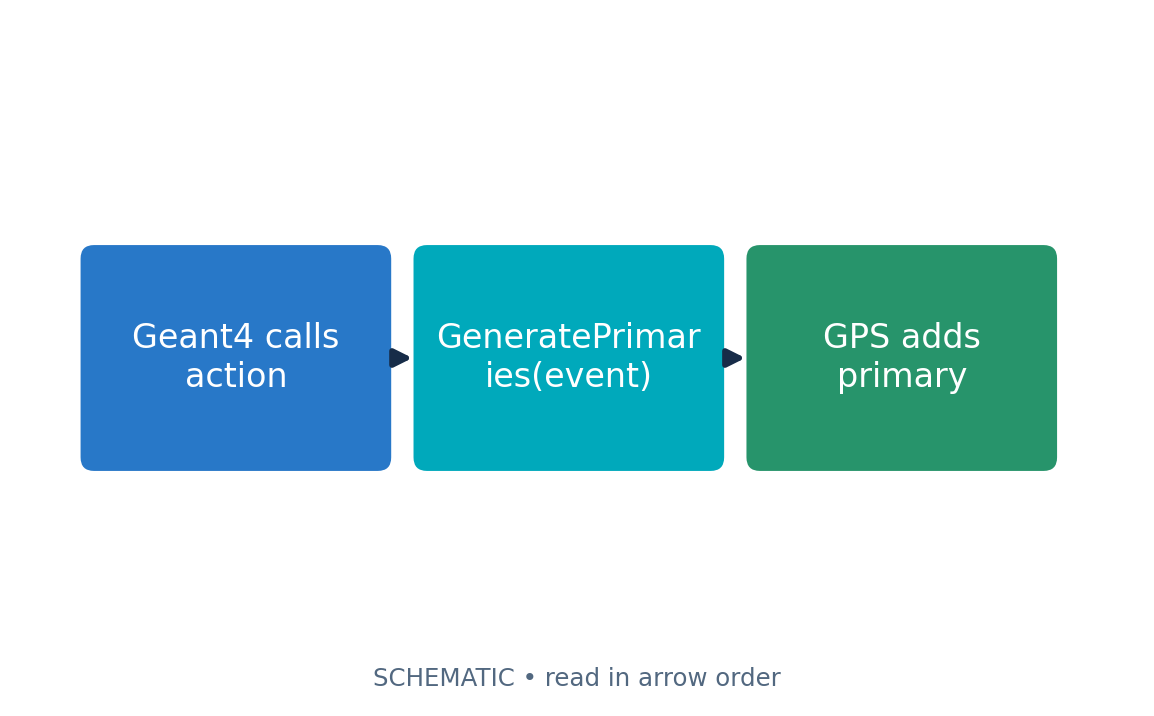 Geant4 calls
action
GeneratePrimar
ies(event)
GPS adds
primary
SCHEMATIC • read in arrow order